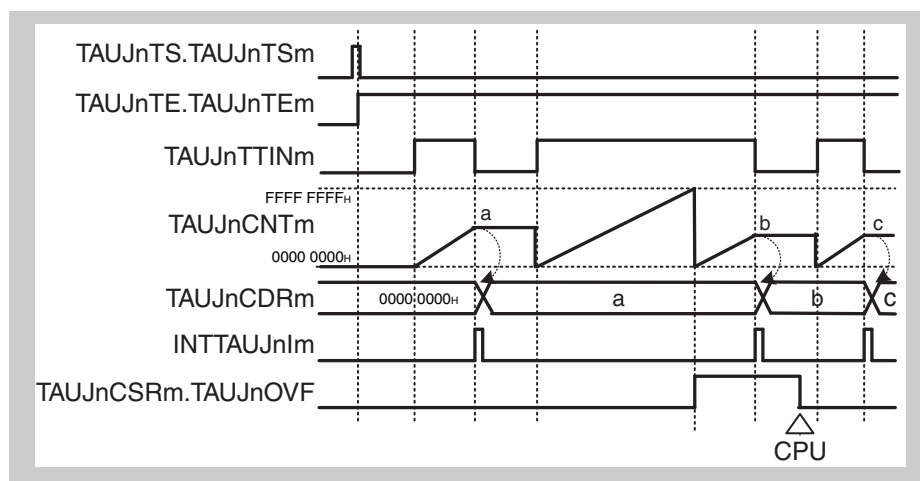 TAUJnTS.TAUJnTSm
TAUJnTE.TAUJnTEm
TAUJnTTINm
FFFF FFFFH
TAUJnCNTm
a
b
c
0000 0000H
TAUJnCDRm
0000 0000H
a
b
c
INTTAUJnIm
TAUJnCSRm.TAUJnOVF
CPU